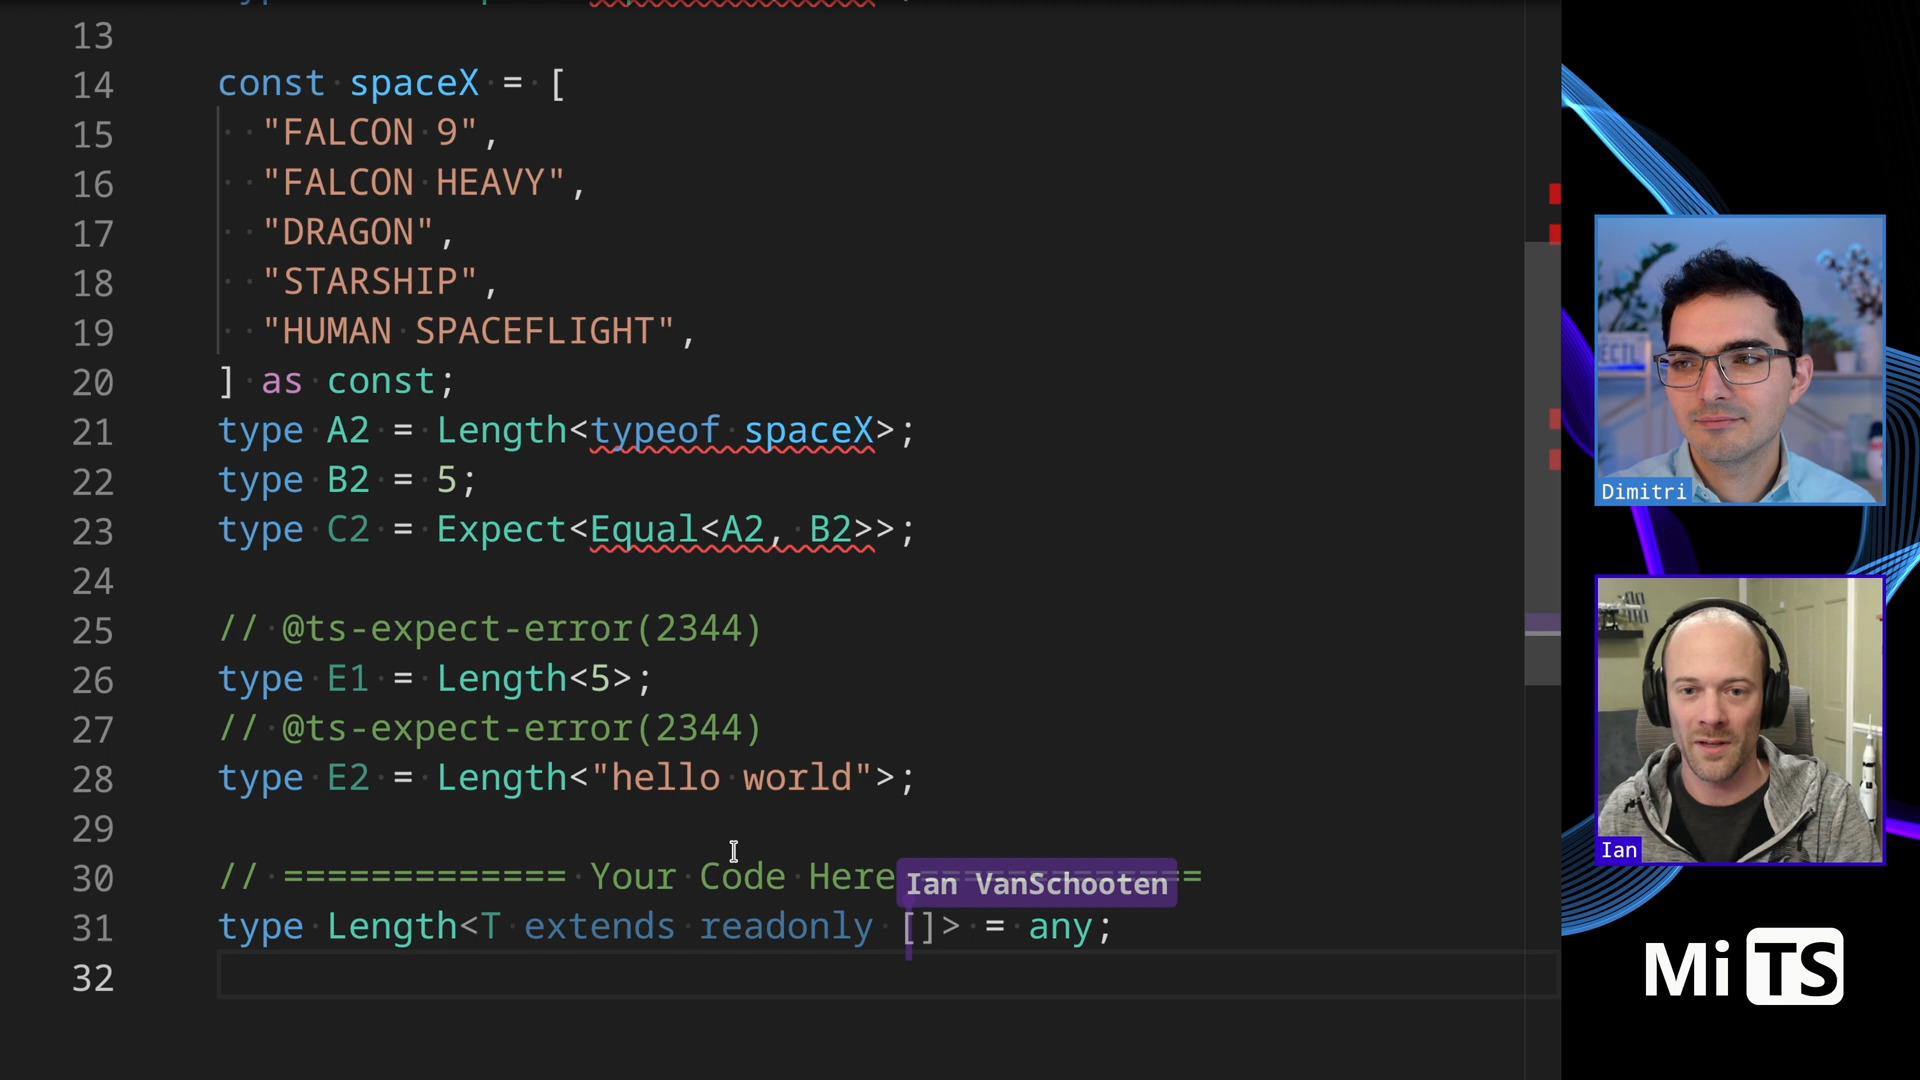 13
14 const spaceX = [
15 "FALCON 9",
16 "FALCON HEAVY",
17 "DRAGON",
18 "STARSHIP",
19 "HUMAN SPACEFLIGHT",
20 ] as const;
21 type A2 = Length<typeof spaceX>;
22 type B2 = 5;
23 type C2 = Expect<Equal<A2, B2>>;
24
25 // @ts-expect-error(2344)
26 type E1 = Length<5>;
27 // @ts-expect-error(2344)
28 type E2 = Length<"hello world">;
29
30 // ============= Your Code Here
Ian VanSchooten
31 type Length<T extends readonly []> = any;
32
ECTL
Dimitri
Ian
MiTS